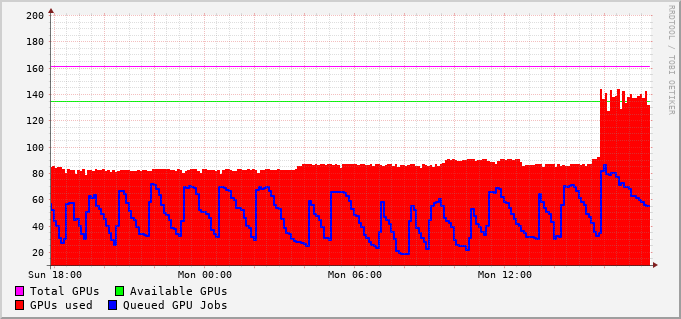 200
180
160
140
120
100
80
60
40
20
Sun 18:00 Mon 00:00 Mon 06:00 Mon 12:00
Total GPUs Available GPUs
GPUs used Queued GPU Jobs
RRDTOOL / TOBI OETIKER